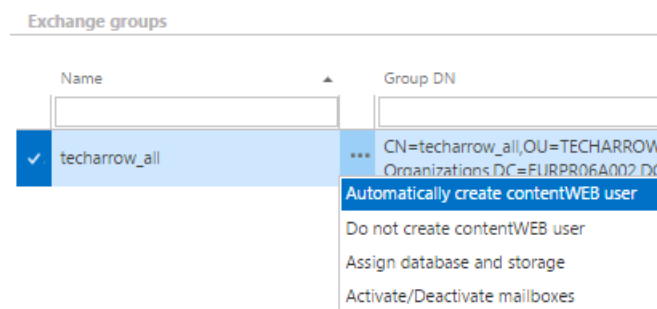 Exchange groups
Name
Group DN
techarrow_all
CN=techarrow_all,OU=TECHARROW
Organizations,DC=EURPR06A002,DC
Automatically create contentWEB user
Do not create contentWEB user
Assign database and storage
Activate/Deactivate mailboxes